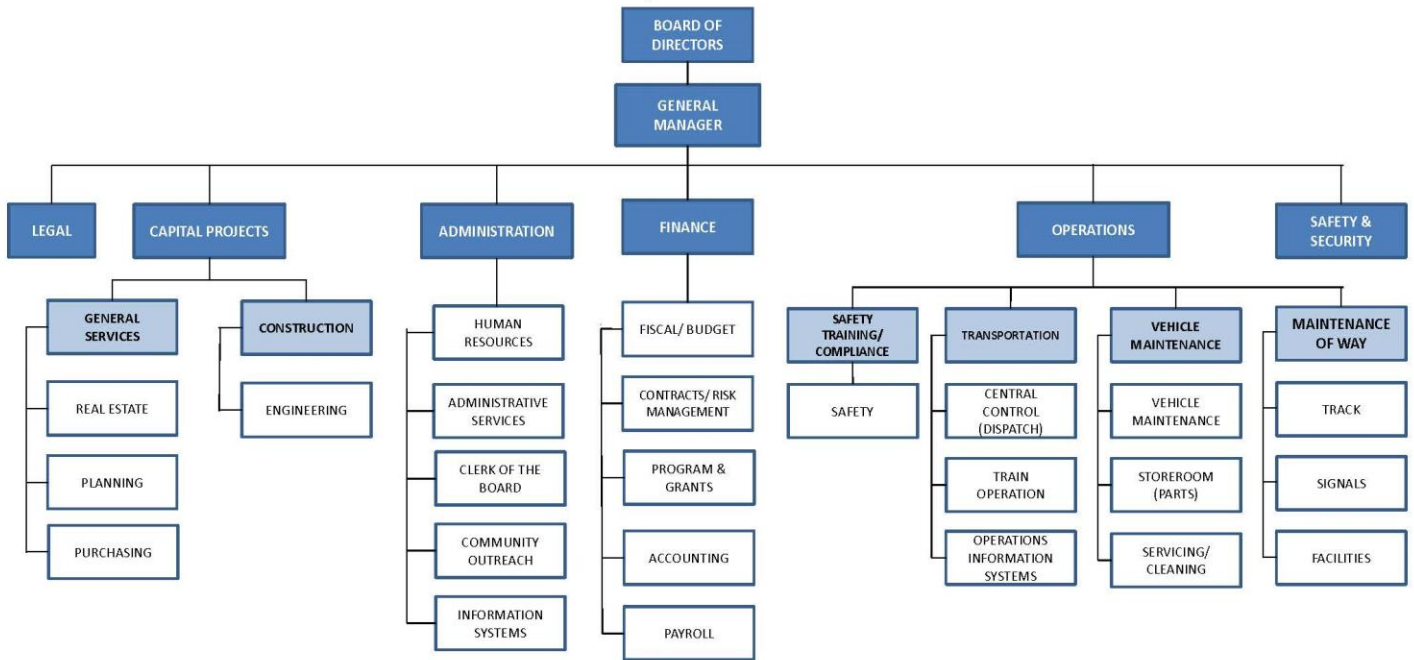 BOARD OF
DIRECTORS
GENERAL
MANAGER
LEGAL
CAPITAL PROJECTS
ADMINISTRATION
FINANCE
OPERATIONS
SAFETY &
SECURITY
GENERAL
SERVICES
REAL ESTATE
PLANNING
PURCHASING
CONSTRUCTION
ENGINEERING
HUMAN
RESOURCES
ADMINISTRATIVE
SERVICES
CLERK OF THE
BOARD
COMMUNITY
OUTREACH
INFORMATION
SYSTEMS
FISCAL/ BUDGET
CONTRACTS/ RISK
MANAGEMENT
PROGRAM &
GRANTS
ACCOUNTING
PAYROLL
SAFETY
TRAINING/
COMPLIANCE
SAFETY
TRANSPORTATION
CENTRAL
CONTROL
(DISPATCH)
TRAIN
OPERATION
OPERATIONS
INFORMATION
SYSTEMS
VEHICLE
MAINTENANCE
VEHICLE
MAINTENANCE
STOREROOM
(PARTS)
SERVICING/
CLEANING
MAINTENANCE
OF WAY
TRACK
SIGNALS
FACILITIES